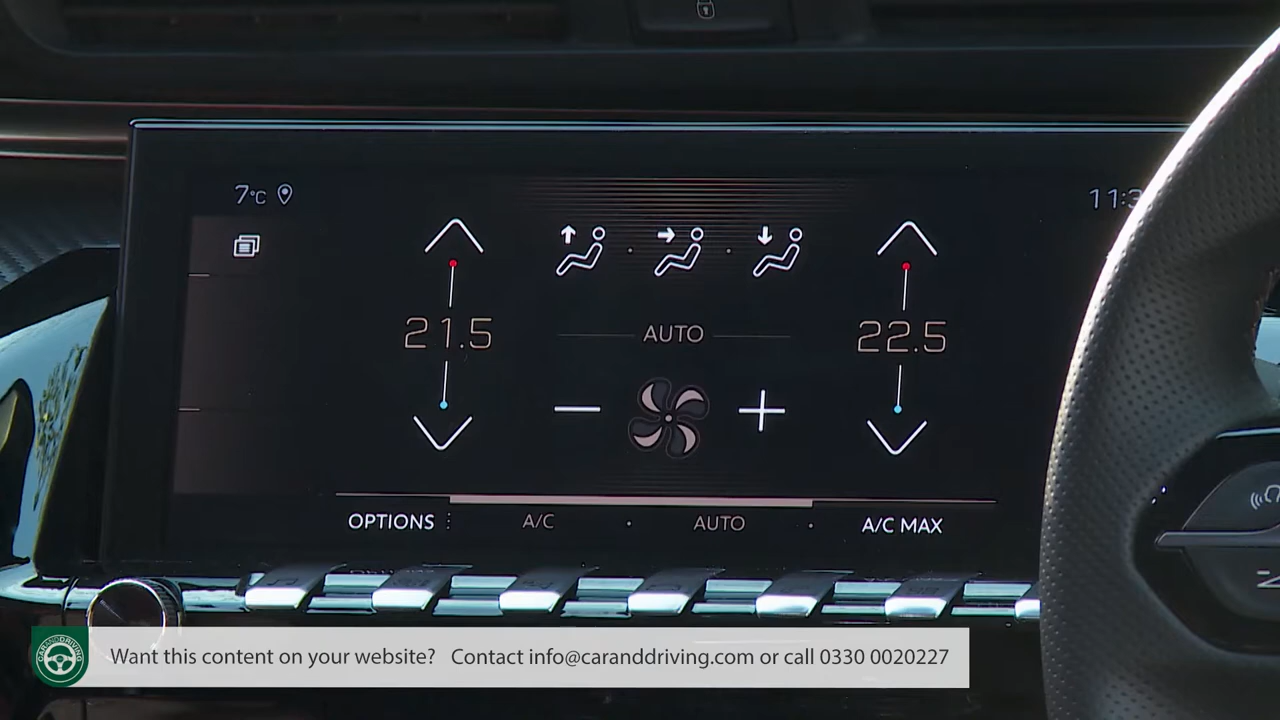 7°C
11:3
21.5
AUTO
22.5
OPTIONS A/C AUTO A/C MAX
CARANDDRIVING
Want this content on your website? Contact info@caranddriving.com or call 0330 0020227